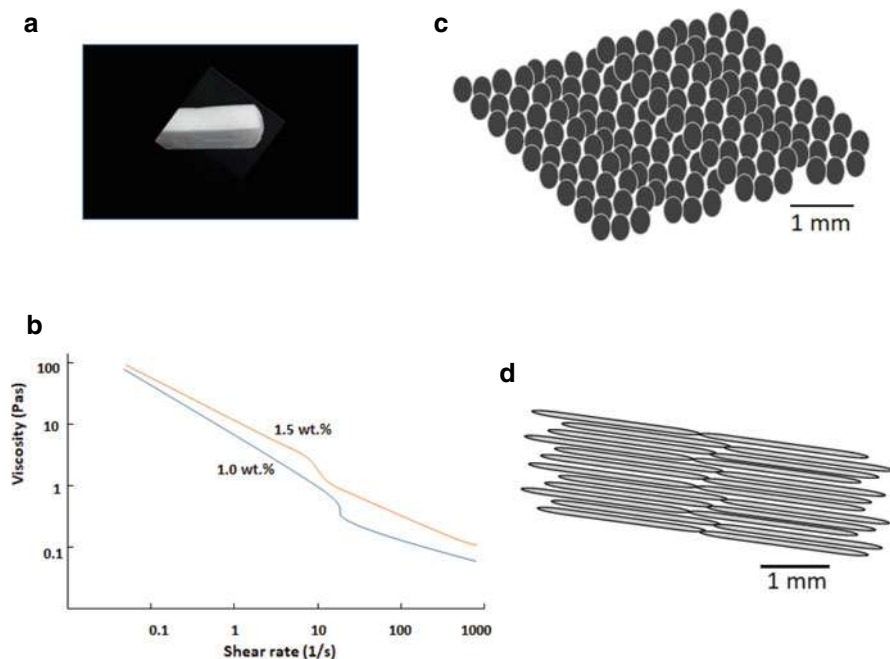 a
c
1 mm
b
Viscosity (Pas)
100
10
1
0.1
1.5 wt.%
1.0 wt.%
0.1
1
10
100
1000
Shear rate (1/s)
d
1 mm